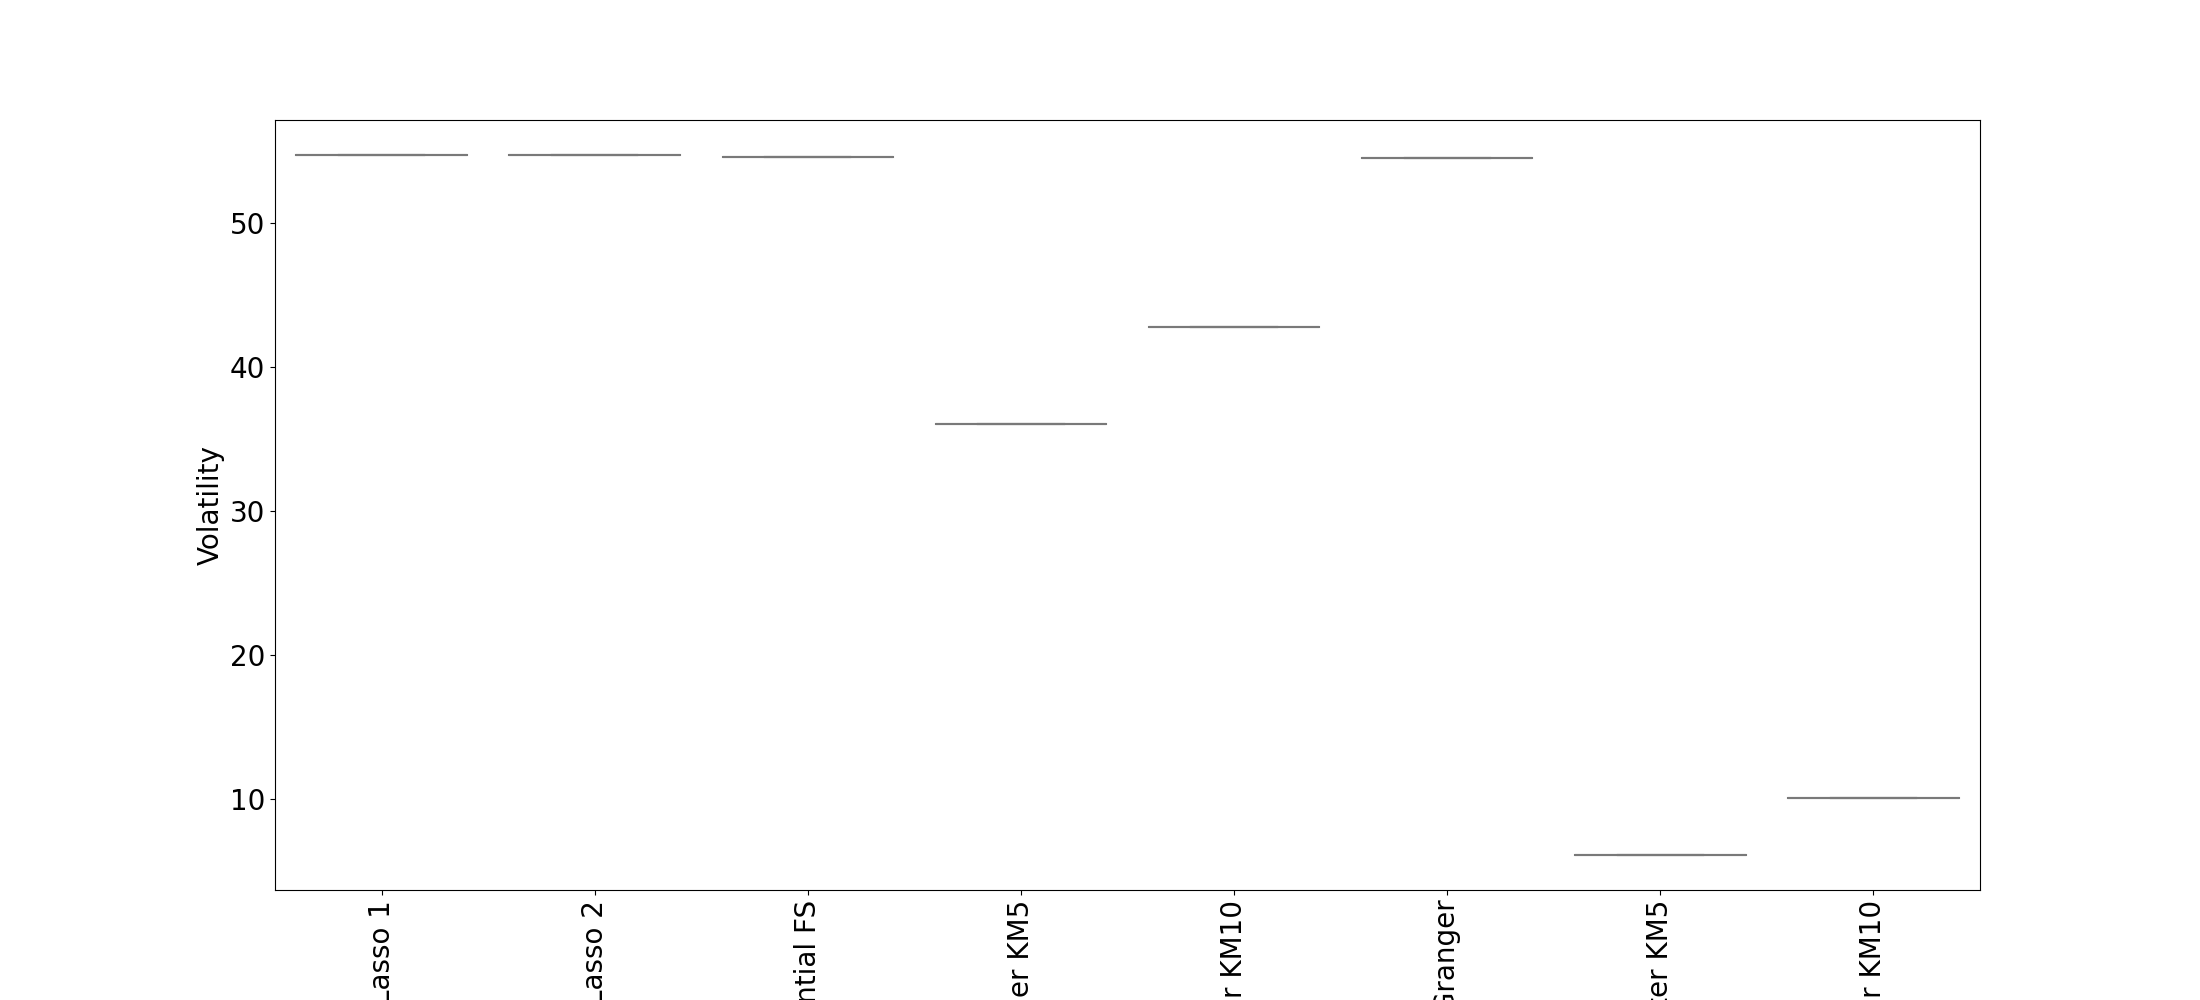 Volatility
50
40
30
20
10
Lasso 1
Lasso 2
ntial FS
er KM5
r KM10
Granger
ter KM5
r KM10